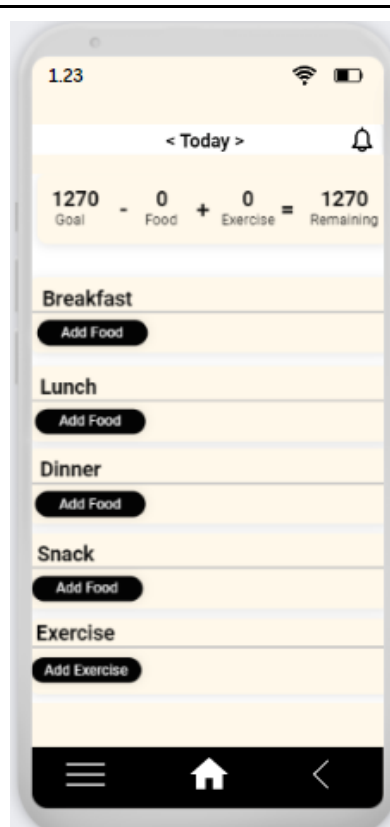 1.23
< Today >
1270 - 0 + 0 = 1270
Goal Food Exercise Remaining
Breakfast
Add Food
Lunch
Add Food
Dinner
Add Food
Snack
Add Food
Exercise
Add Exercise